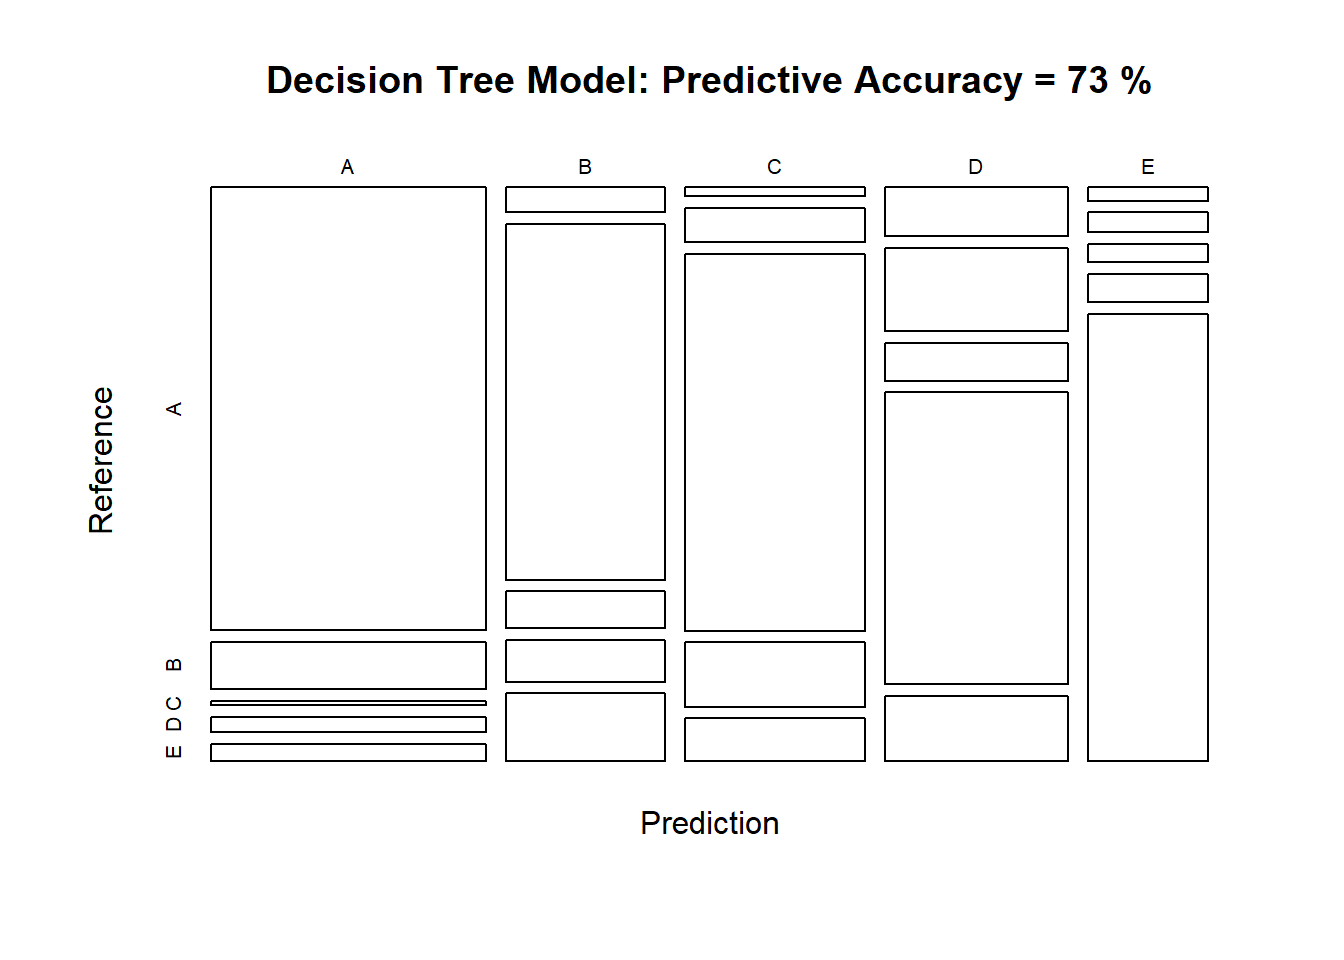 Decision Tree Model: Predictive Accuracy = 73 %
A B C D E
Reference
A
B
C
D
E
Prediction